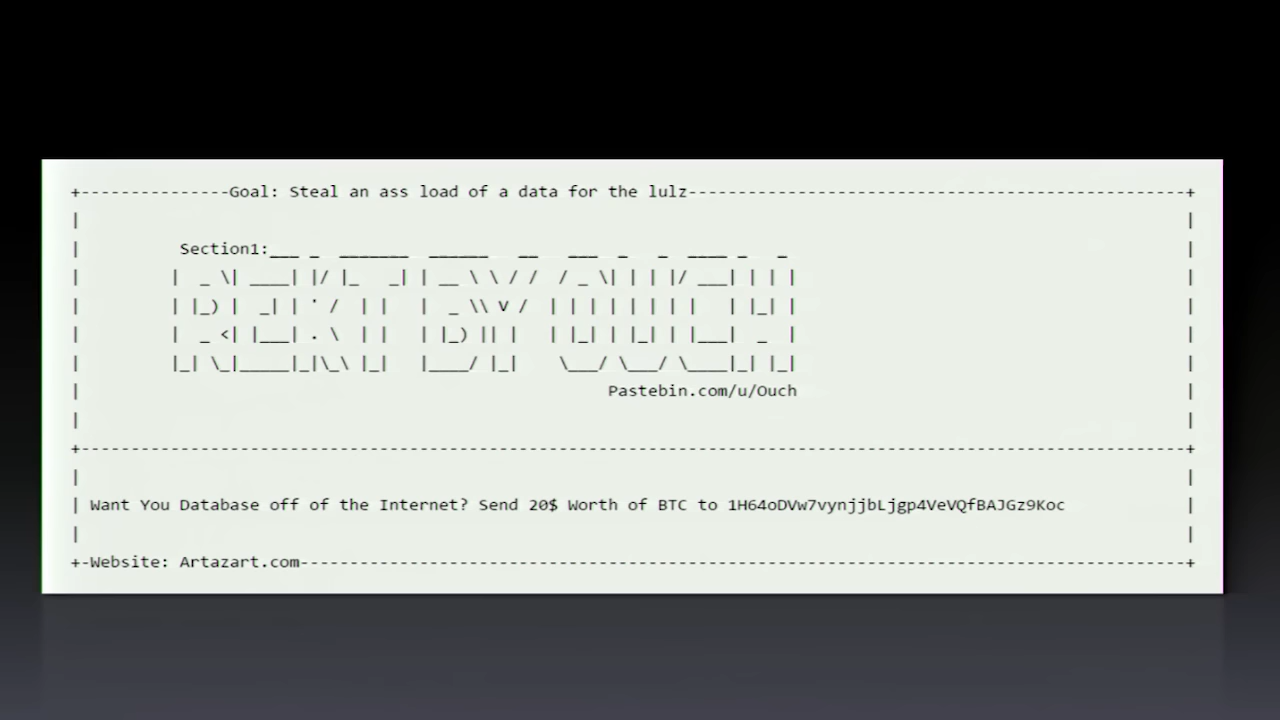 Goal: Steal an ass load of a data for the lulz
Section1:
REKT BY OUCH
Pastebin.com/u/Ouch
Want You Database off of the Internet? Send 20$ Worth of BTC to 1H64oDVw7vynjjbLjgp4VeVQfBAJGz9Koc
Website: Artazart.com